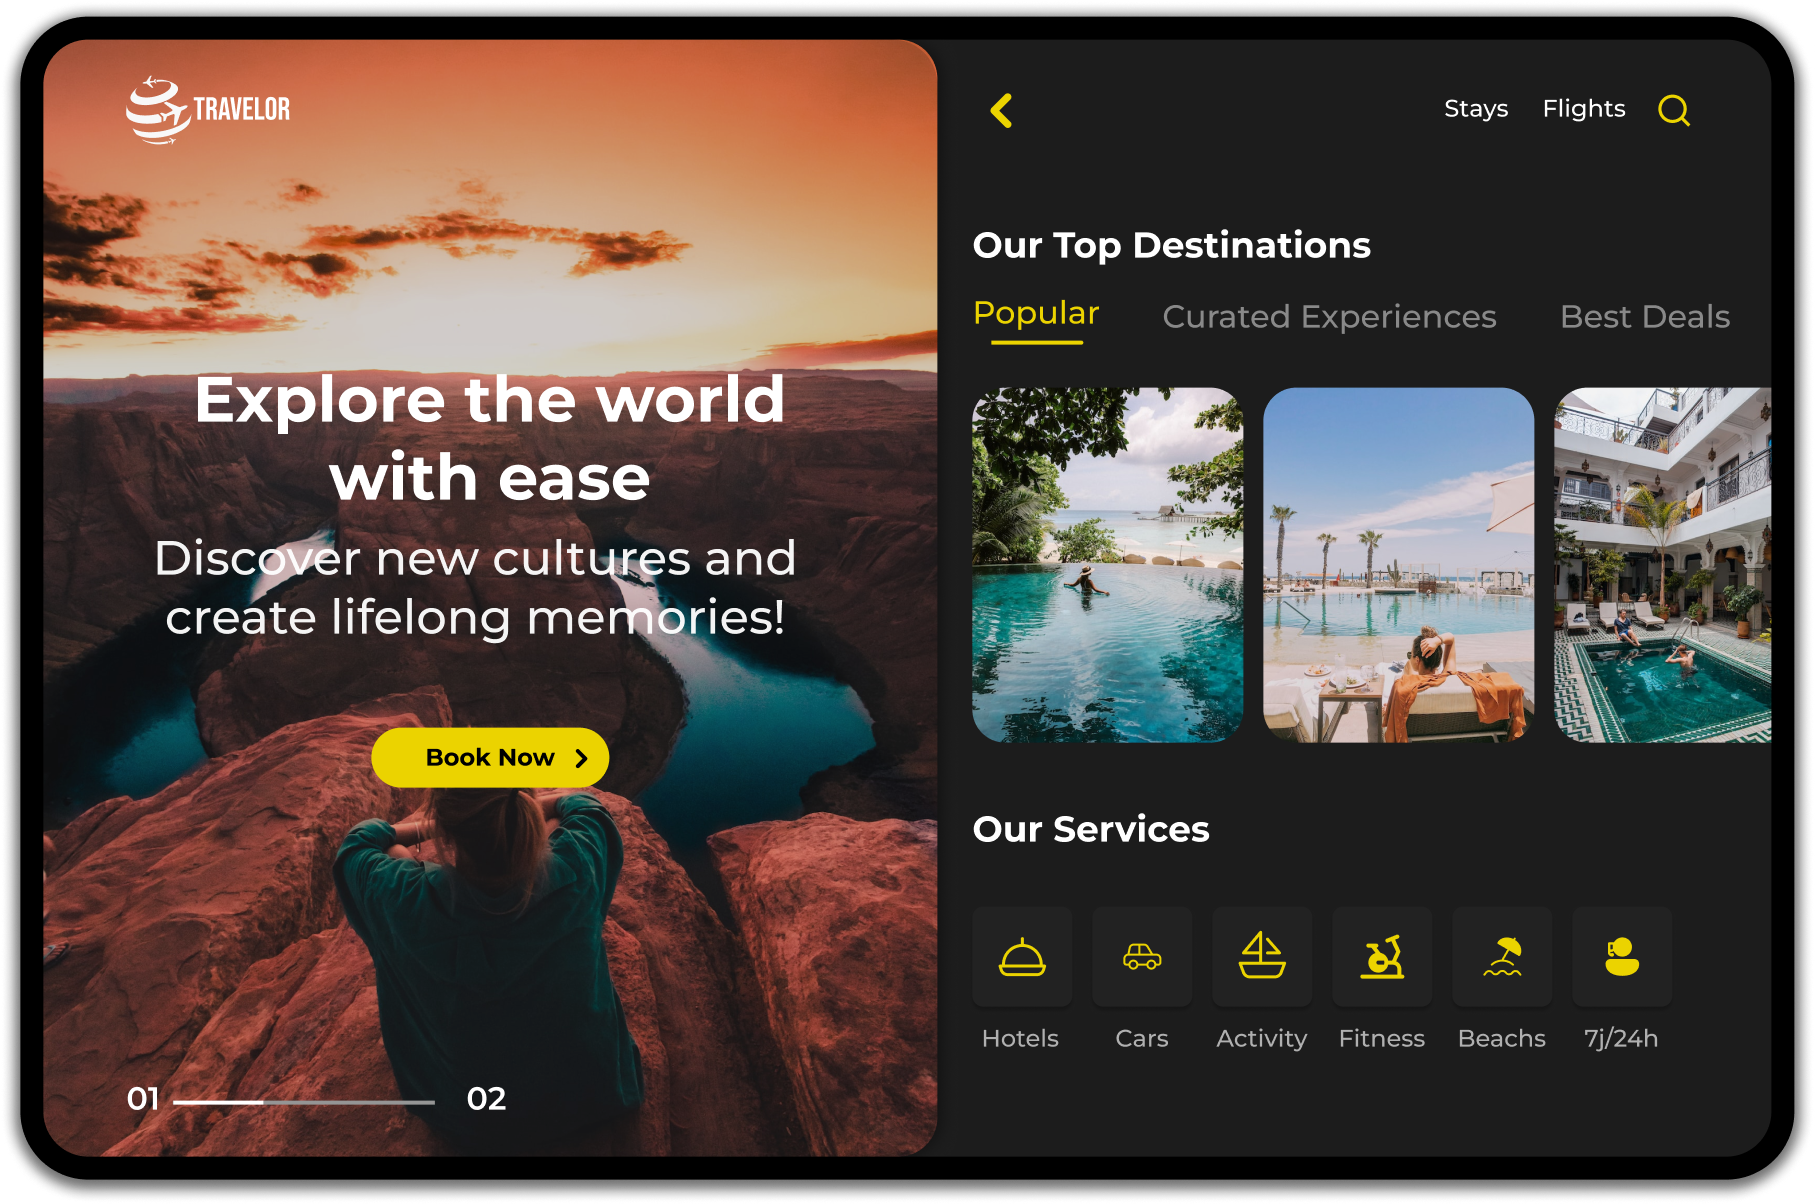 TRAVELOR
Explore the world
with ease
Discover new cultures and
create lifelong memories!
Book Now
01
02
Stays
Flights
Our Top Destinations
Popular
Curated Experiences
Best Deals
Our Services
Hotels
Cars
Activity
Fitness
Beachs
7j/24h